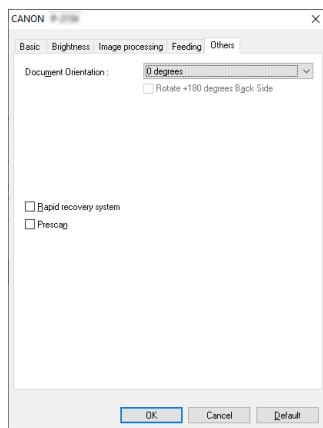 CANON
Basic Brightness Image processing Feeding Others
Document Orientation : 0 degrees
Rotate +180 degrees Back Side
Rapid recovery system
Prescan
OK Cancel Default